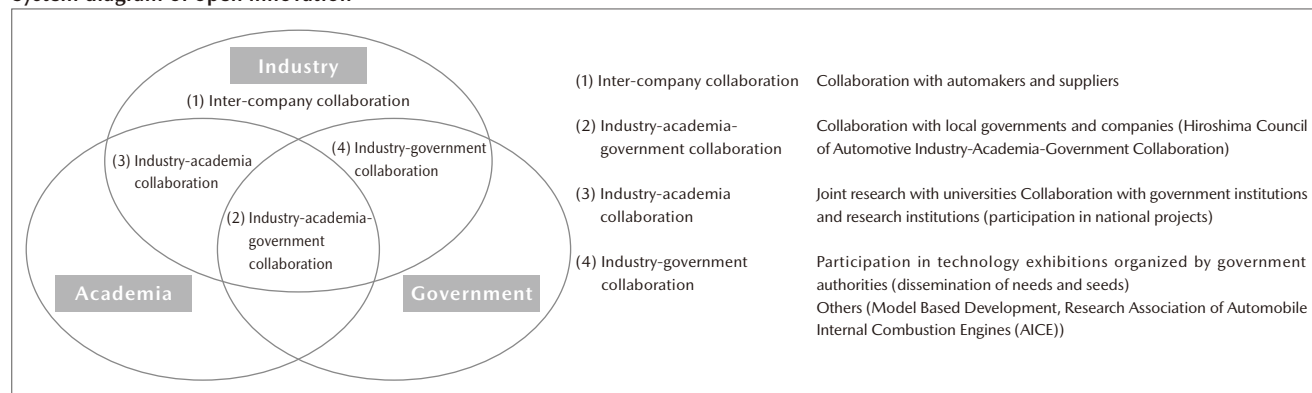 System diagram of open innovation
Industry
(1) Inter-company collaboration
(3) Industry-academia
collaboration
(4) Industry-government
collaboration
(2) Industry-academia-
government
collaboration
Academia
Government
(1) Inter-company collaboration Collaboration with automakers and suppliers
(2) Industry-academia- Collaboration with local governments and companies (Hiroshima Council
government collaboration of Automotive Industry-Academia-Government Collaboration)
(3) Industry-academia Joint research with universities Collaboration with government institutions
collaboration and research institutions (participation in national projects)
(4) Industry-government Participation in technology exhibitions organized by government
collaboration authorities (dissemination of needs and seeds)
Others (Model Based Development, Research Association of Automobile
Internal Combustion Engines (AICE))